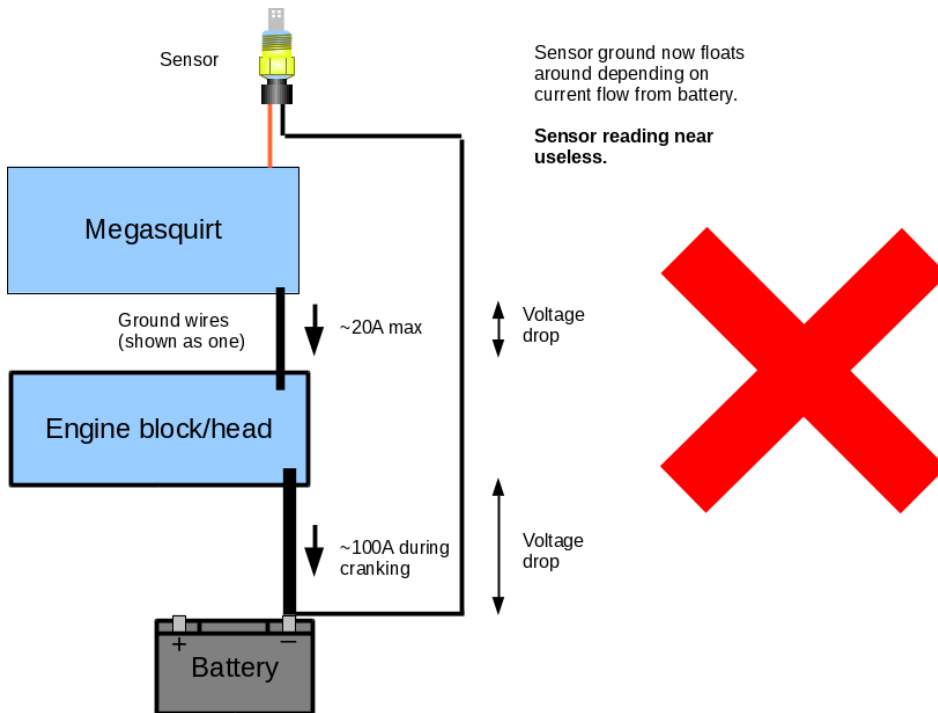 Sensor
Sensor ground now floats
around depending on
current flow from battery.
Sensor reading near
useless.
Megasquirt
Ground wires
(shown as one)
~20A max
Voltage
drop
Engine block/head
~100A during
cranking
Voltage
drop
+
−
Battery